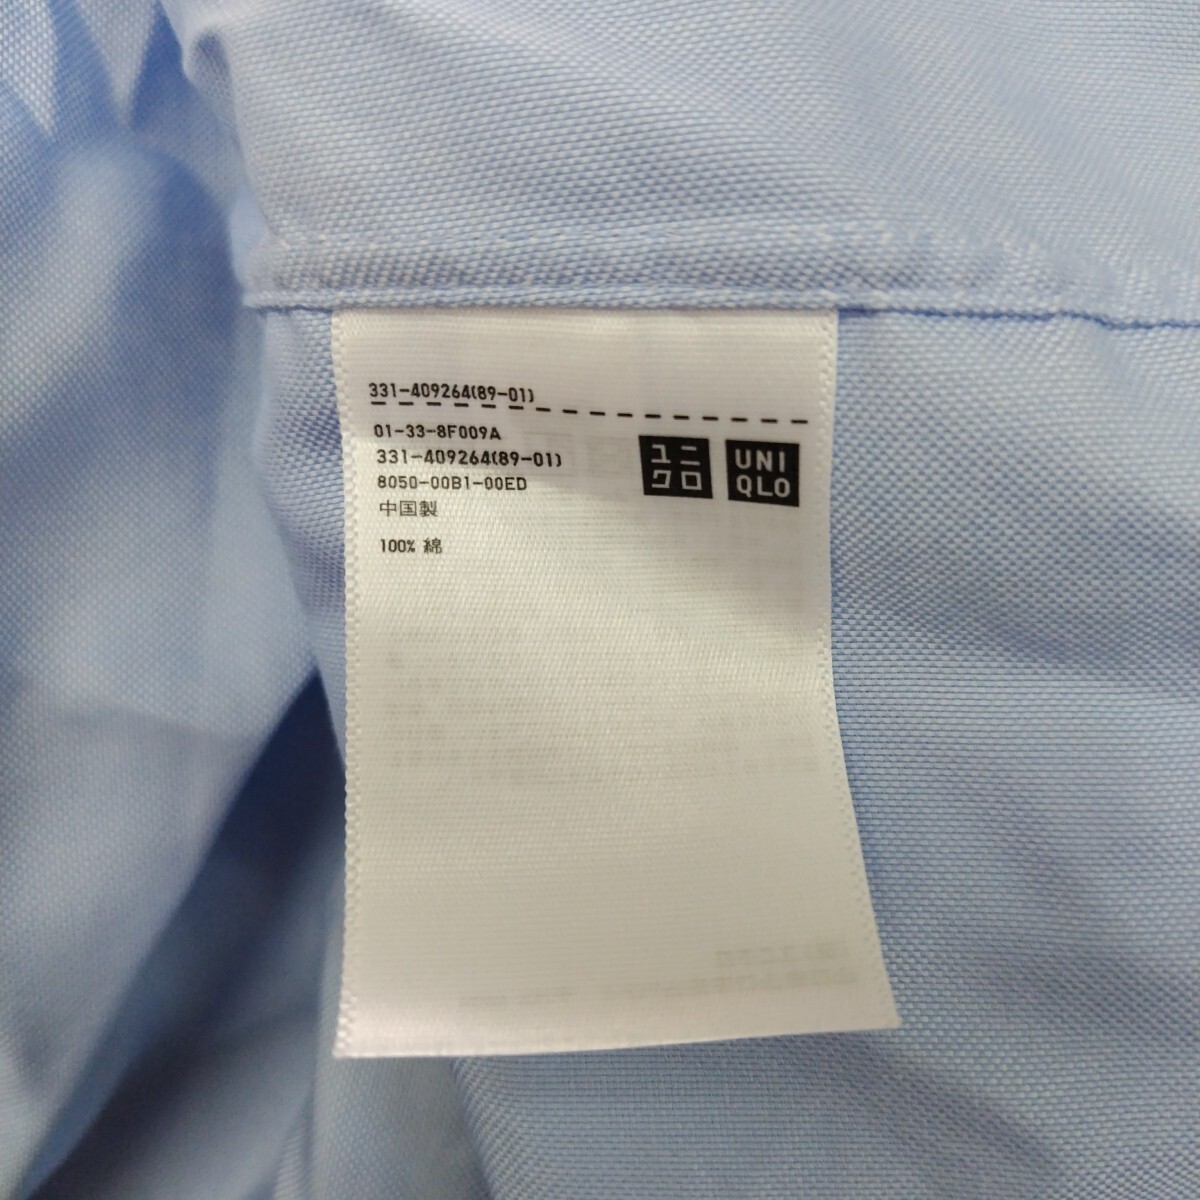 331-409264(89-01)
01-33-8F009A
331-409264(89-01)
8050-00B1-00ED
中国製
100% 綿
ユニ
クロ
UNI
QLO